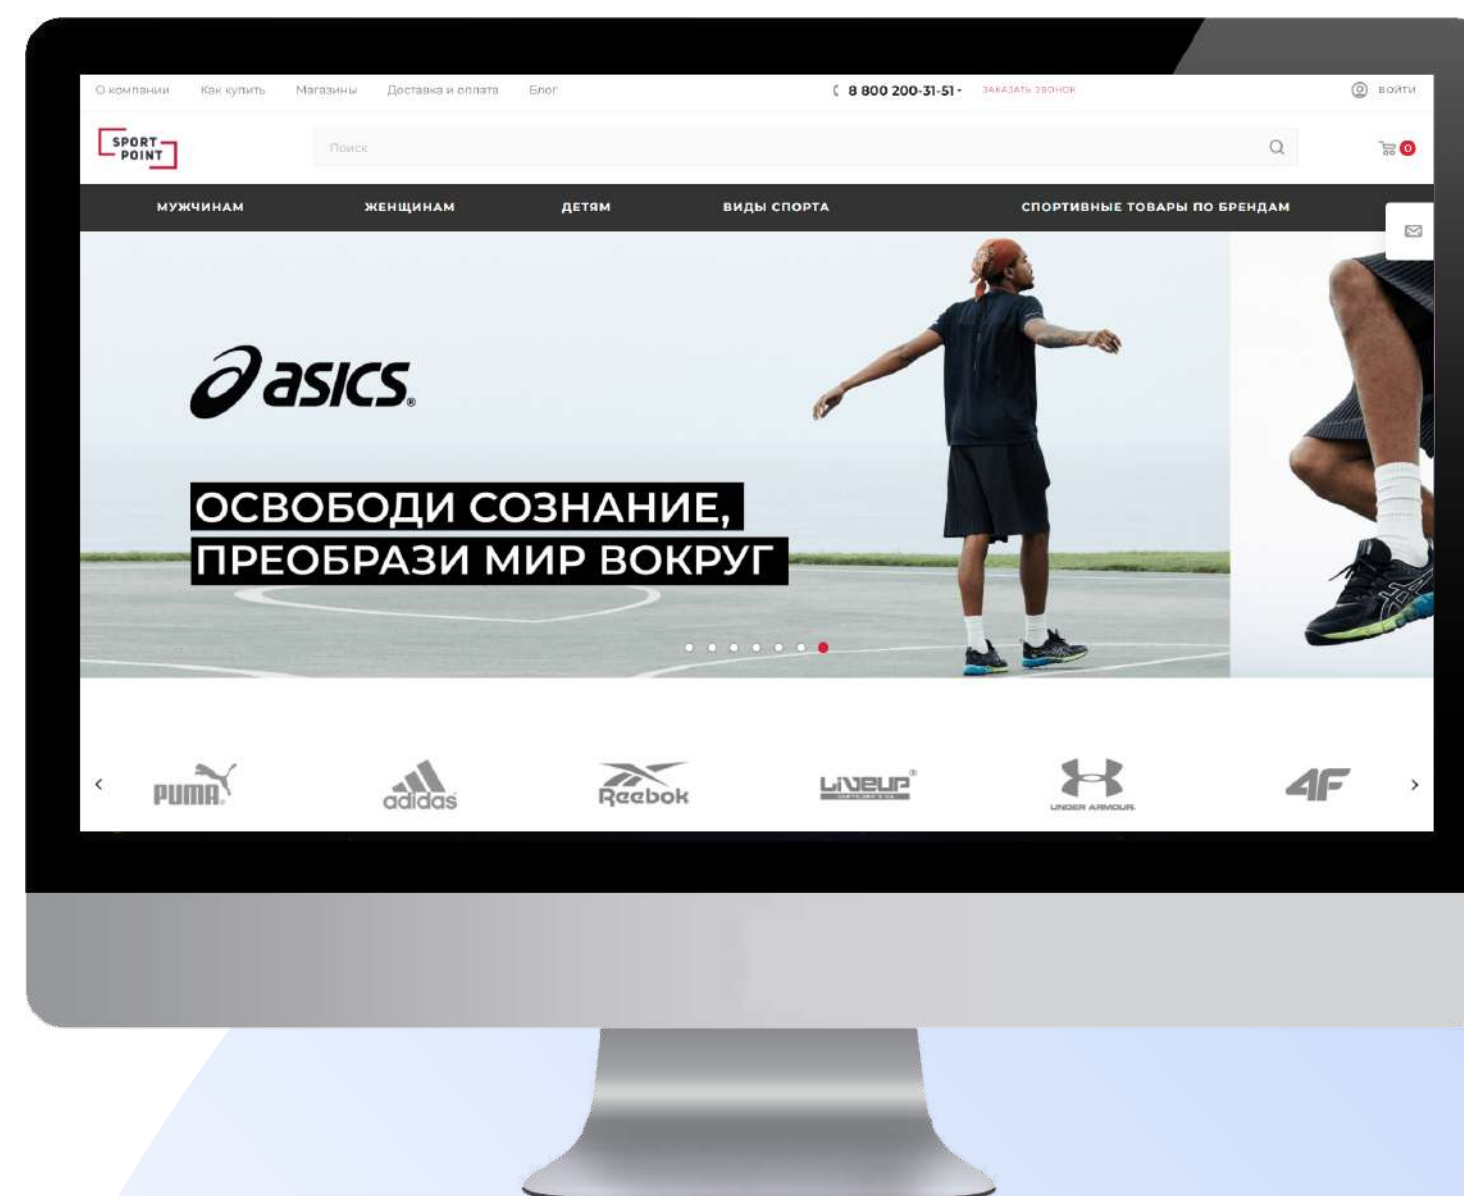 О компании Как купить Магазины Доставка и оплата Блог 8 800 200-31-51 ЗАКАЗАТЬ ЗВОНОК ВОЙТИ
SPORT
POINT
Поиск
0
МУЖЧИНАМ ЖЕНЩИНАМ ДЕТЯМ ВИДЫ СПОРТА СПОРТИВНЫЕ ТОВАРЫ ПО БРЕНДАМ
asics®
ОСВОБОДИ СОЗНАНИЕ,
ПРЕОБРАЗИ МИР ВОКРУГ
PUMA adidas Reebok LiveUp® UNDER ARMOUR 4F